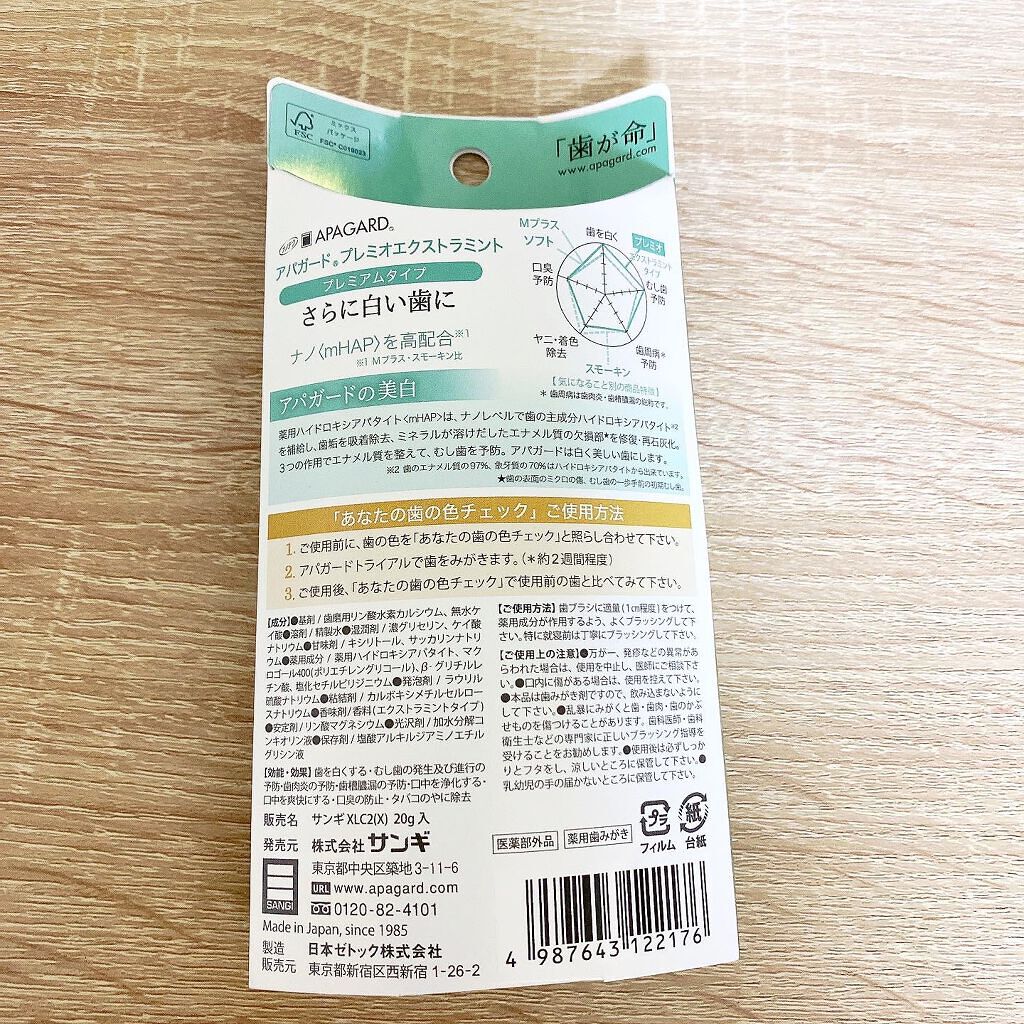 FSC
ミックス
パッケージ
FSC® C019023
「歯が命」
www.apagard.com
APAGARD®
アパガード®プレミオエクストラミント
プレミアムタイプ
さらに白い歯に
ナノ〈mHAP〉を高配合※1
※1 Mプラス・スモーキン比
Mプラス
ソフト
歯を白く
プレミオ
エクストラミント
タイプ
口臭
予防
むし歯
予防
ヤニ・着色
除去
歯周病＊
予防
スモーキン
【気になること別の商品特徴】
＊歯周病は歯肉炎・歯槽膿漏の総称です。
アパガードの美白
薬用ハイドロキシアパタイト〈mHAP〉は、ナノレベルで歯の主成分ハイドロキシアパタイト※2
を補給し、歯垢を吸着除去、ミネラルが溶けだしたエナメル質の欠損部★を修復・再石灰化。
3つの作用でエナメル質を整えて、むし歯を予防。アパガードは白く美しい歯にします。
※2 歯のエナメル質の97%、象牙質の70%はハイドロキシアパタイトから出来ています。
★歯の表面のミクロの傷、むし歯の一歩手前の初期むし歯。
「あなたの歯の色チェック」ご使用方法
1. ご使用前に、歯の色を「あなたの歯の色チェック」と照らし合わせて下さい。
2. アパガードトライアルで歯をみがきます。(＊約2週間程度)
3. ご使用後、「あなたの歯の色チェック」で使用前の歯と比べてみて下さい。
【成分】●基剤/歯磨用リン酸水素カルシウム、無水ケ
イ酸●溶剤/精製水●湿潤剤/濃グリセリン、ケイ酸
ナトリウム●甘味剤/キシリトール、サッカリンナトリ
ウム●薬用成分/薬用ハイドロキシアパタイト、マク
ロゴール400(ポリエチレングリコール)、β-グリチルレ
チン酸、塩化セチルピリジニウム●発泡剤/ラウリル
硫酸ナトリウム●粘結剤/カルボキシメチルセルロー
スナトリウム●香味剤/香料(エクストラミントタイプ)
●安定剤/リン酸マグネシウム●光沢剤/加水分解コ
ンキオリン液●保存剤/塩酸アルキルジアミノエチル
グリシン液
【効能・効果】歯を白くする・むし歯の発生及び進行の
予防・歯肉炎の予防・歯槽膿漏の予防・口中を浄化する・
口中を爽快にする・口臭の防止・タバコのやに除去
販売名 サンギXLC2(X) 20g入
発売元 株式会社サンギ
東京都中央区築地3-11-6
SANGI
URL www.apagard.com
0120-82-4101
Made in Japan, since 1985
製造
販売元
日本ゼトック株式会社
東京都新宿区西新宿1-26-2
【ご使用方法】歯ブラシに適量(1cm程度)をつけて、
薬用成分が作用するよう、よくブラッシングして下
さい。特に就寝前は丁寧にブラッシングして下さい。
【ご使用上の注意】●万が一、発疹などの異常があ
らわれた場合は、使用を中止し、医師にご相談下さ
い。●口内に傷がある場合は、使用を控えて下さい。
●本品は歯みがき剤ですので、飲み込まないように
して下さい。●乱暴にみがくと歯・歯肉・歯のかぶ
せものを傷つけることがあります。歯科医師・歯科
衛生士などの専門家に正しいブラッシング指導を
受けることをお勧めします。●使用後は必ずしっか
りとフタをし、涼しいところに保管して下さい。●
乳幼児の手の届かないところに保管して下さい。
医薬部外品
薬用歯みがき
プラ
フィルム
紙
台紙
4 987643 122176